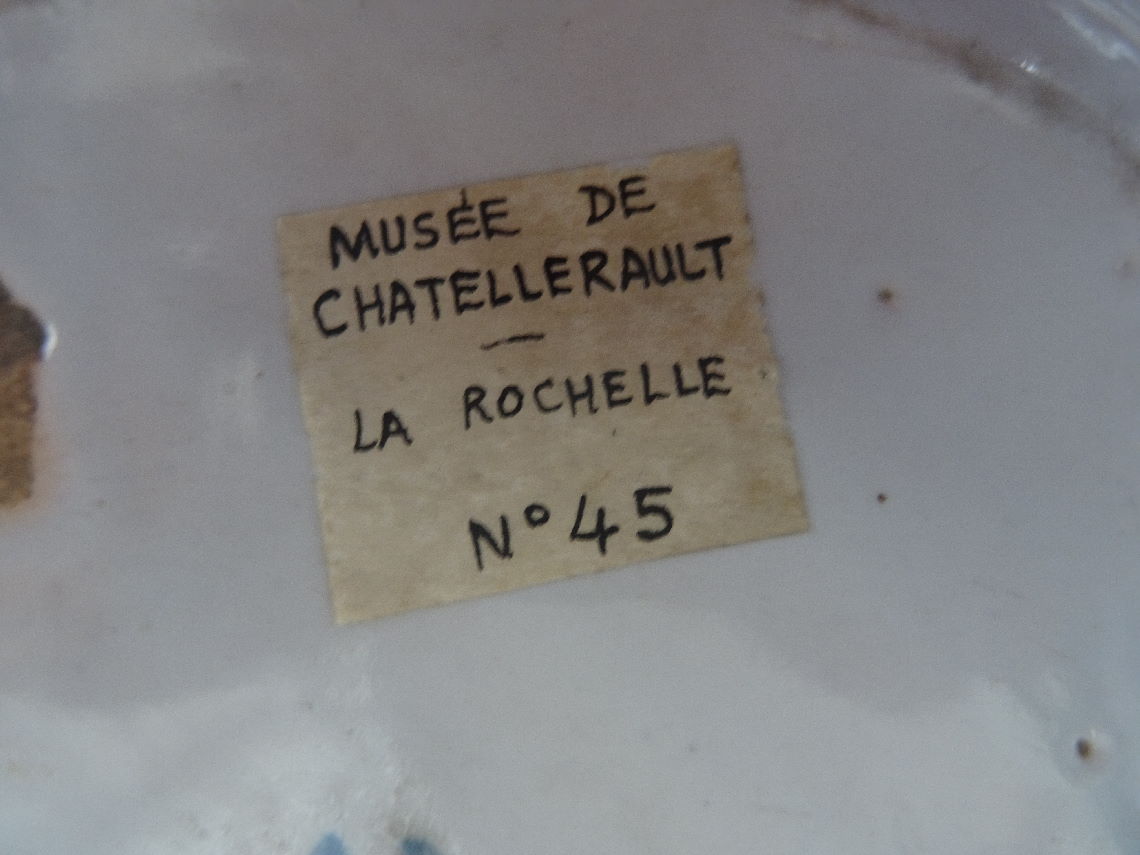 MUSÉE DE
CHATELLERAULT
—
LA ROCHELLE
N° 45